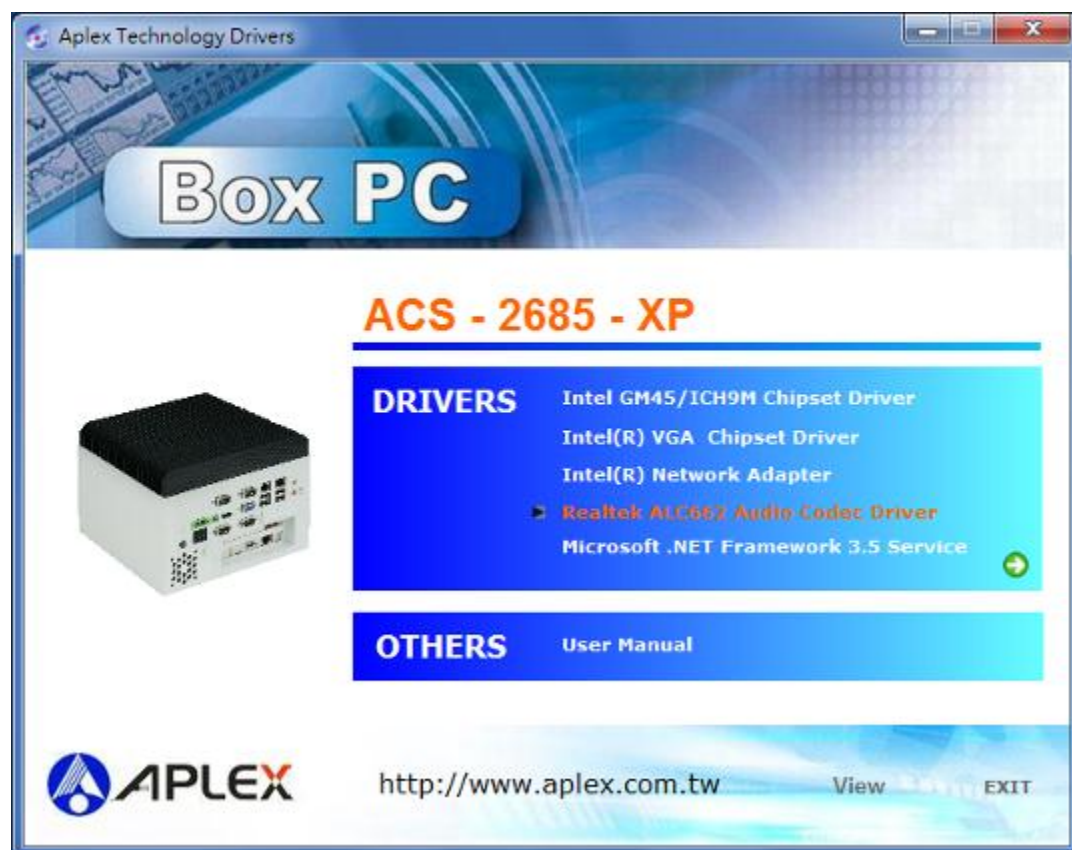 Aplex Technology Drivers
Box PC
ACS - 2685 - XP
DRIVERS
Intel GM45/ICH9M Chipset Driver
Intel(R) VGA Chipset Driver
Intel(R) Network Adapter
Realtek ALC662 Audio Codec Driver
Microsoft .NET Framework 3.5 Service
OTHERS
User Manual
APLEX
http://www.aplex.com.tw
View
EXIT